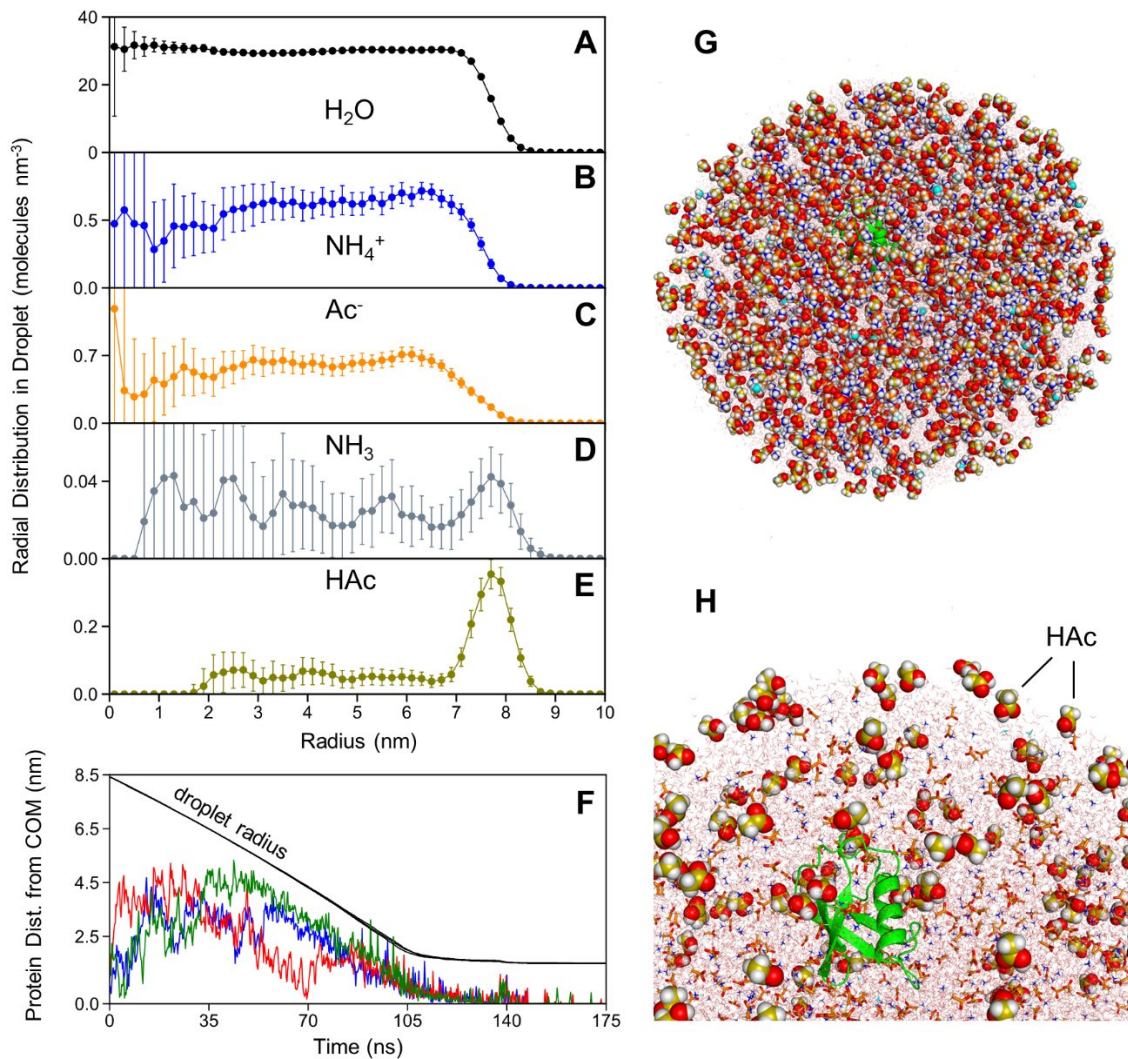 Radial Distribution in Droplet (molecules nm⁻³)
40
20
0
A
H₂O
0.5
0.0
B
NH₄⁺
0.7
0.0
C
Ac⁻
0.04
0.00
D
NH₃
0.00
0.2
0.0
E
HAc
0 1 2 3 4 5 6 7 8 9 10
Radius (nm)
Protein Dist. from COM (nm)
8.5
6.5
4.5
2.5
0.0
F
droplet radius
0 35 70 105 140 175
Time (ns)
G
H
HAc